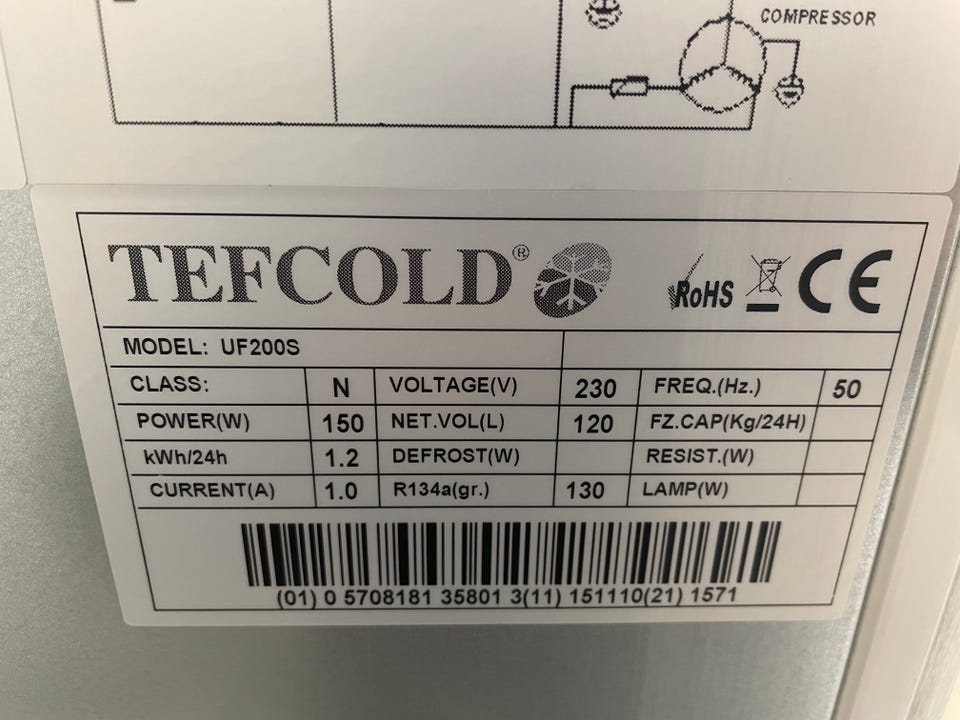 COMPRESSOR
TEFCOLD® RoHS CE
MODEL: UF200S
CLASS: N VOLTAGE(V) 230 FREQ.(Hz.) 50
POWER(W) 150 NET.VOL(L) 120 FZ.CAP(Kg/24H)
kWh/24h 1.2 DEFROST(W) RESIST.(W)
CURRENT(A) 1.0 R134a(gr.) 130 LAMP(W)
(01) 0 5708181 35801 3(11) 151110(21) 1571